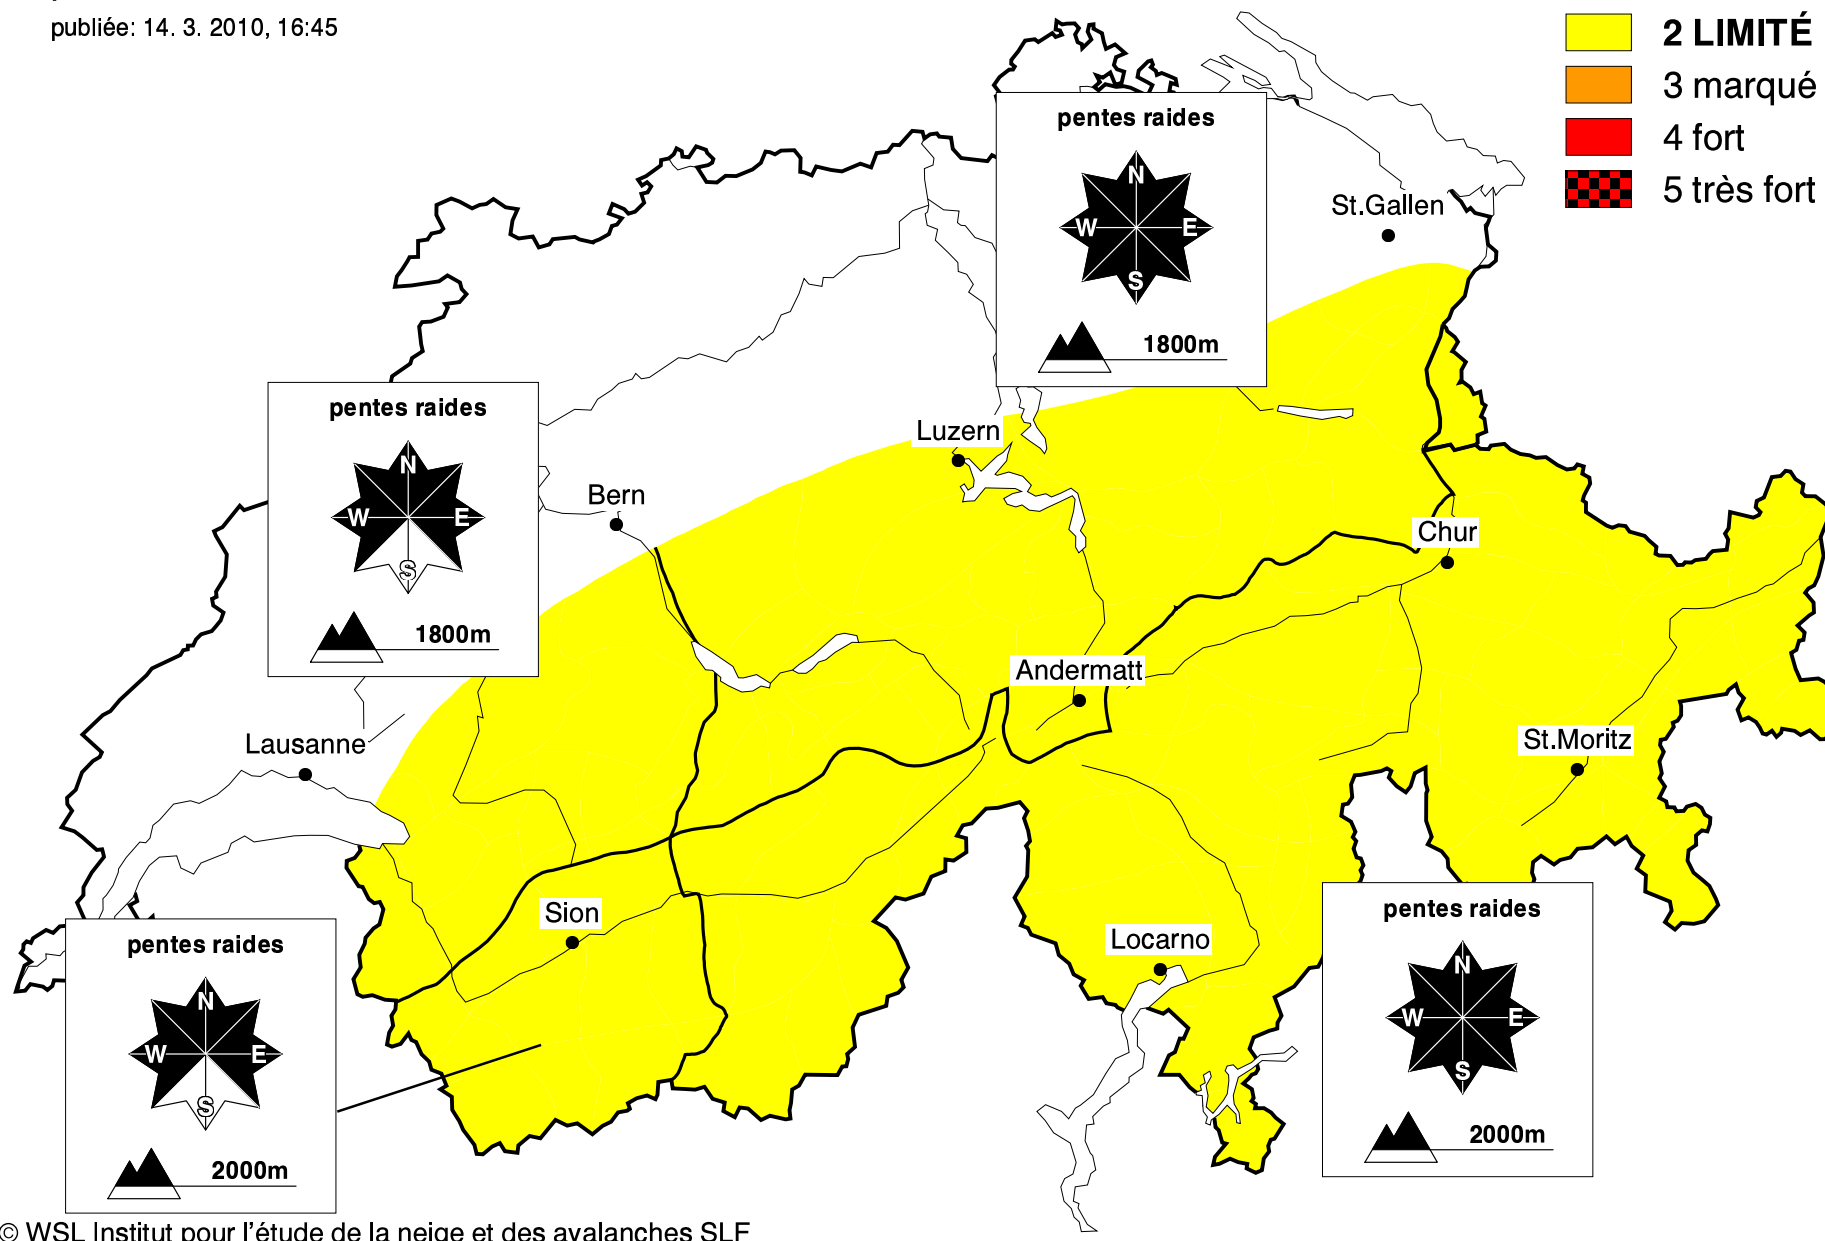 publiée: 14. 3. 2010, 16:45
2 LIMITÉ
3 marqué
4 fort
5 très fort
pentes raides
N
W E
S
1800m
St.Gallen
pentes raides
N
W E
S
1800m
Luzern
Bern
Chur
Andermatt
Lausanne
St.Moritz
Sion
Locarno
pentes raides
N
W E
S
2000m
pentes raides
N
W E
S
2000m
© WSL Institut pour l'étude de la neige et des avalanches SLF